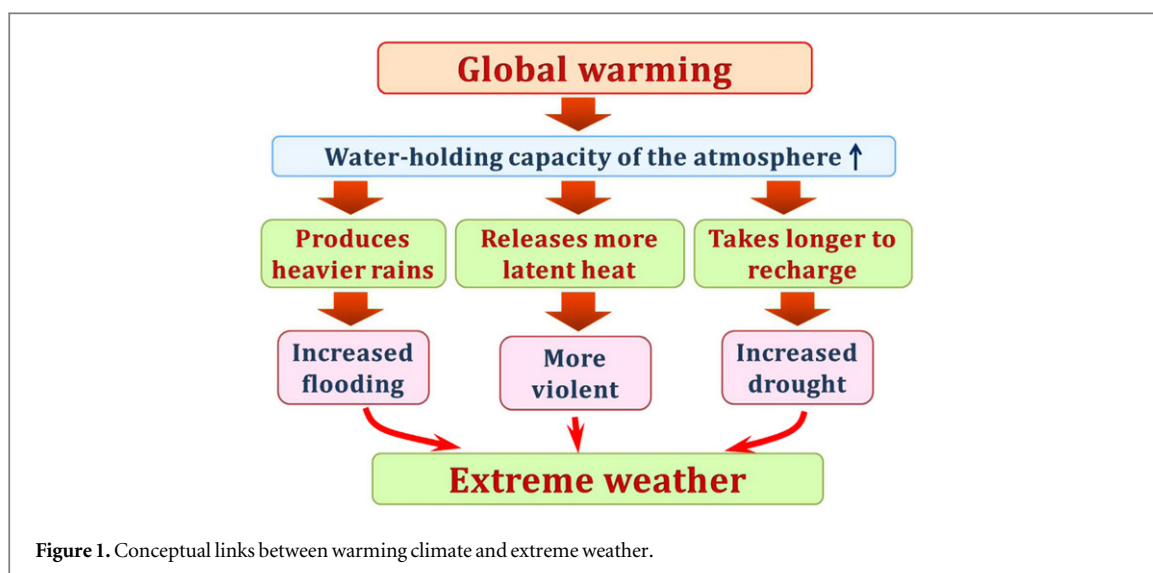 Global warming
Water-holding capacity of the atmosphere ↑
Produces
heavier rains
Releases more
latent heat
Takes longer to
recharge
Increased
flooding
More
violent
Increased
drought
Extreme weather
Figure 1. Conceptual links between warming climate and extreme weather.